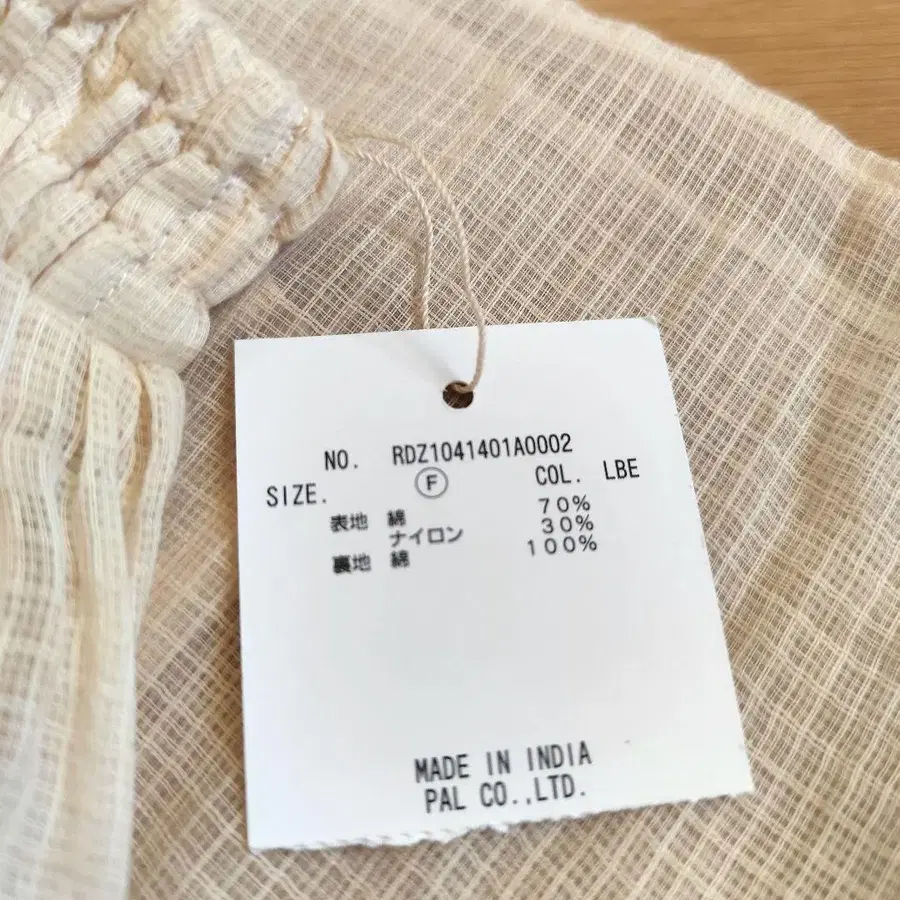 NO. RDZ1041401A0002
SIZE. F COL. LBE
表地 綿 70%
ナイロン 30%
裏地 綿 100%
MADE IN INDIA
PAL CO.,LTD.